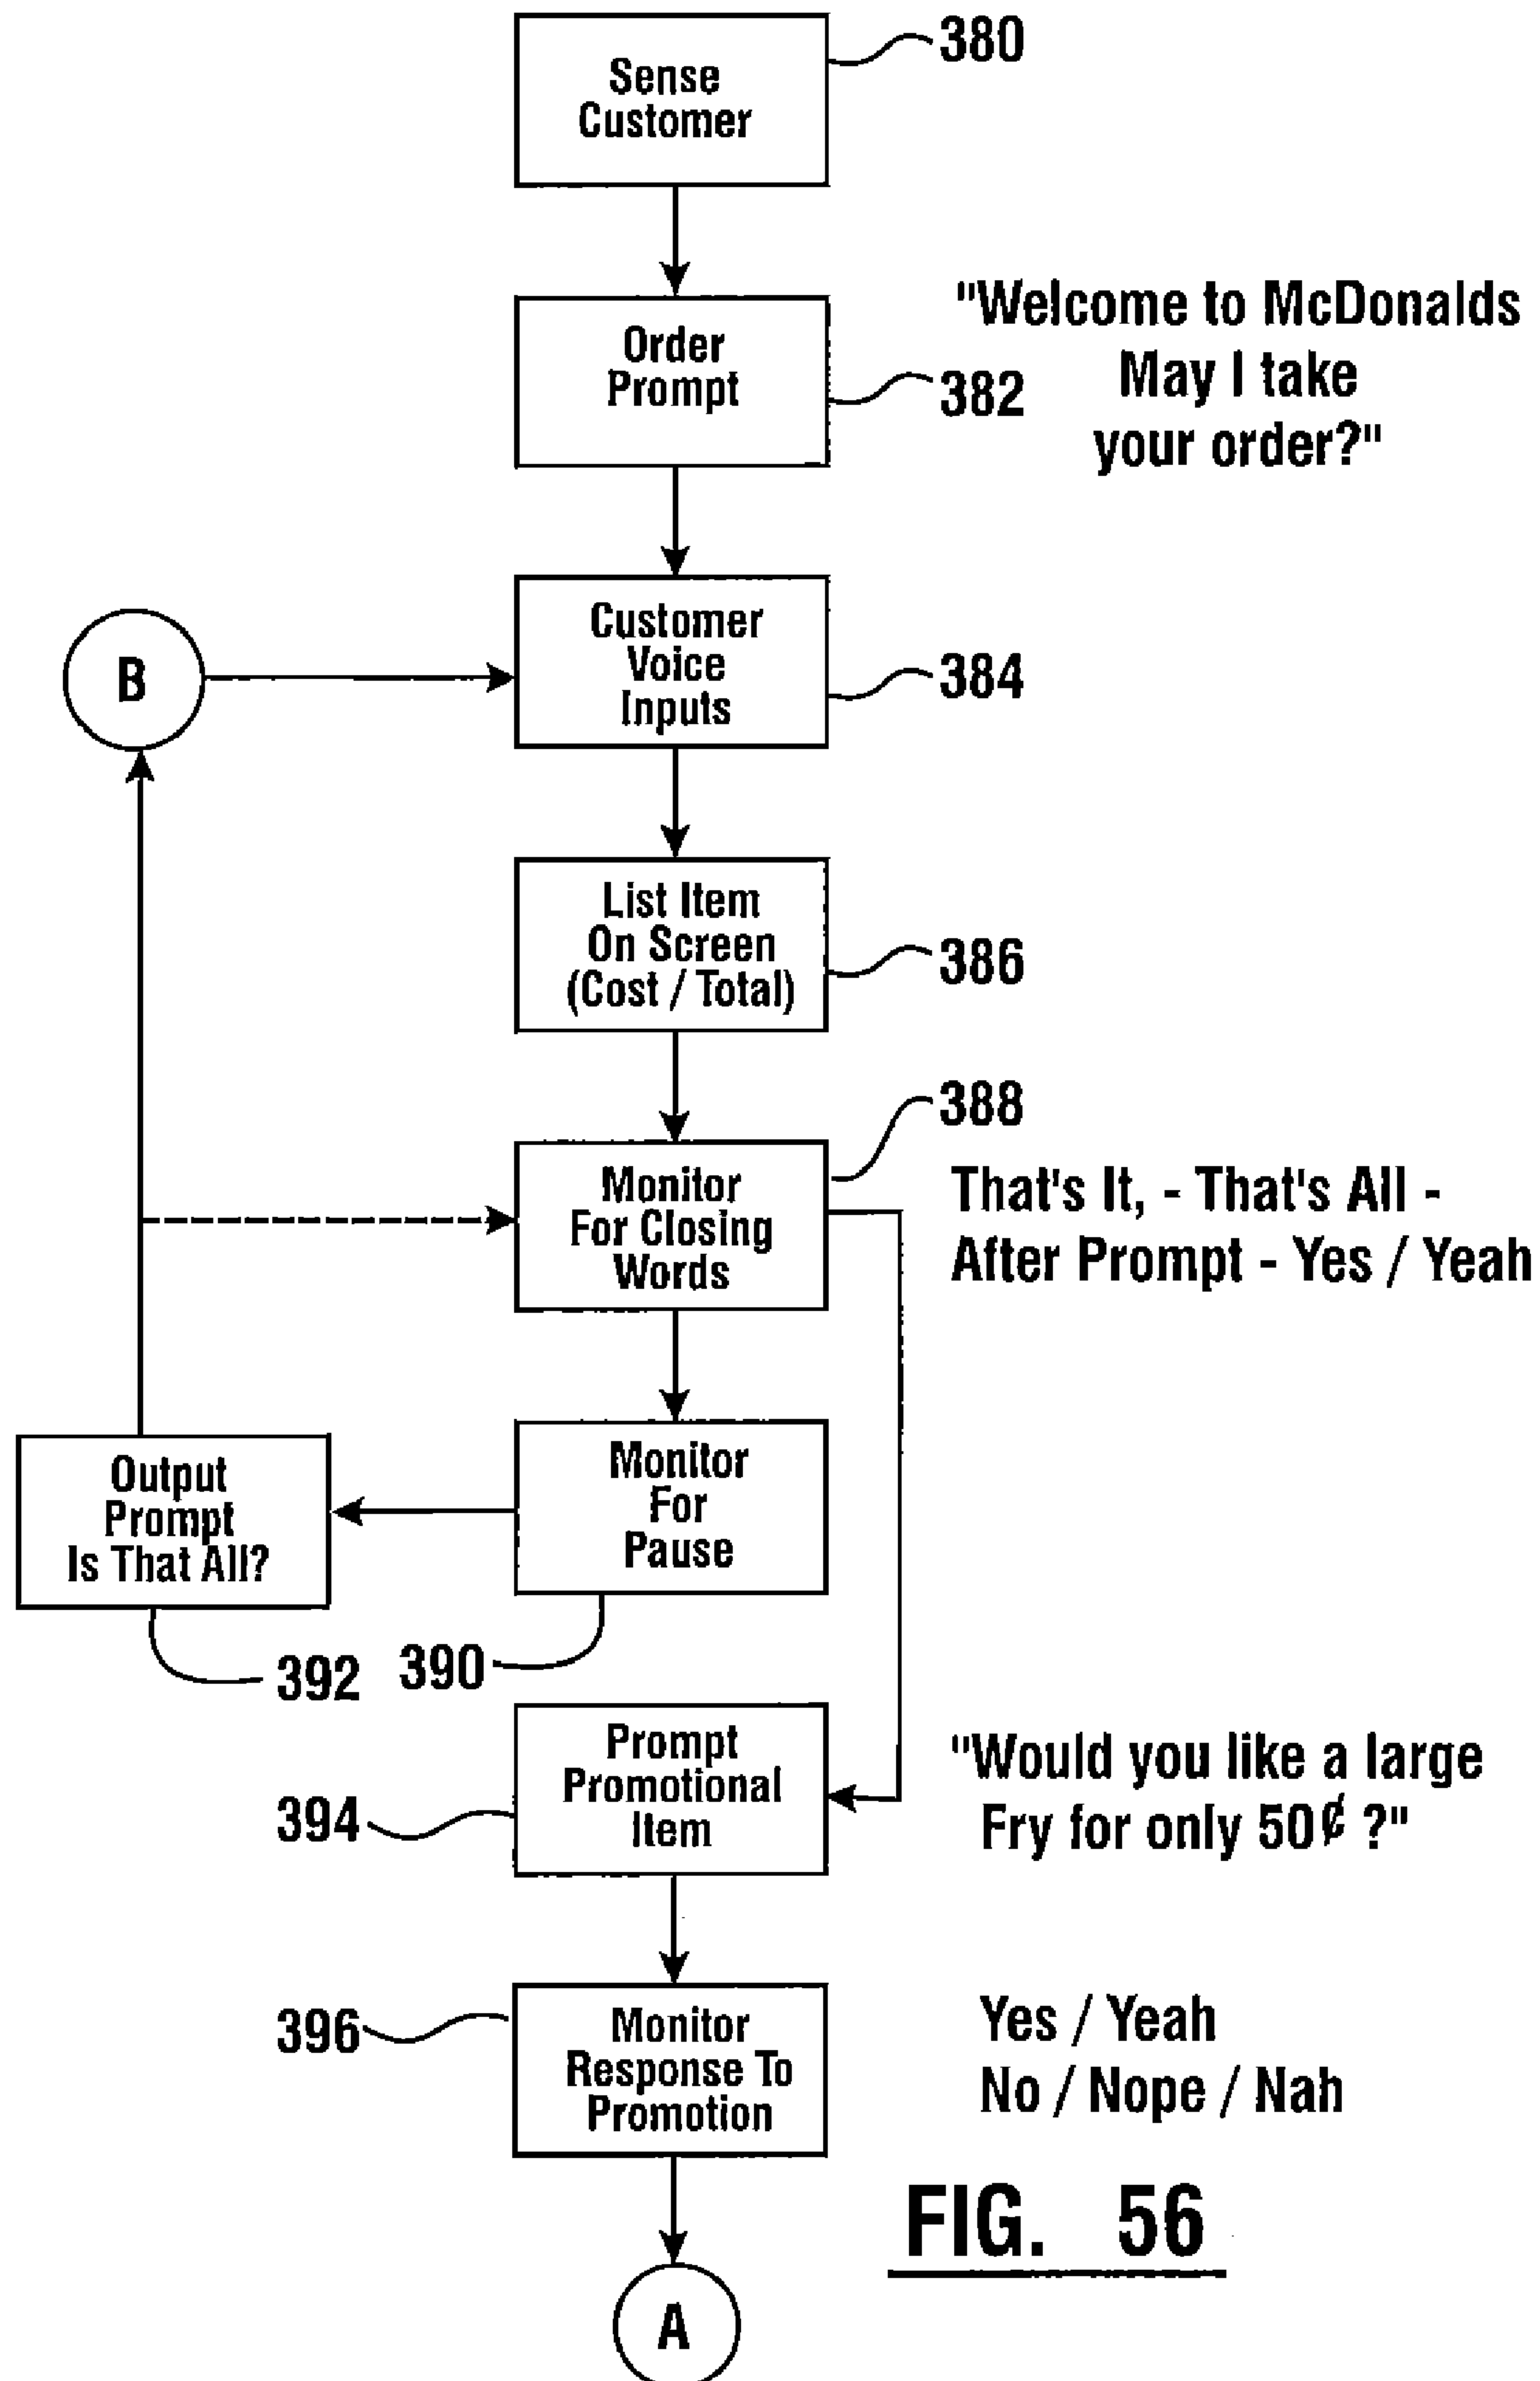 Sense
Customer
380
Order
Prompt
382
"Welcome to McDonalds
May I take
your order?"
B
Customer
Voice
Inputs
384
List Item
On Screen
(Cost / Total)
386
Monitor
For Closing
Words
388
That's It, - That's All -
After Prompt - Yes / Yeah
Output
Prompt
Is That All?
392
Monitor
For
Pause
390
Prompt
Promotional
Item
394
"Would you like a large
Fry for only 50¢ ?"
Monitor
Response To
Promotion
396
Yes / Yeah
No / Nope / Nah
A
FIG. 56